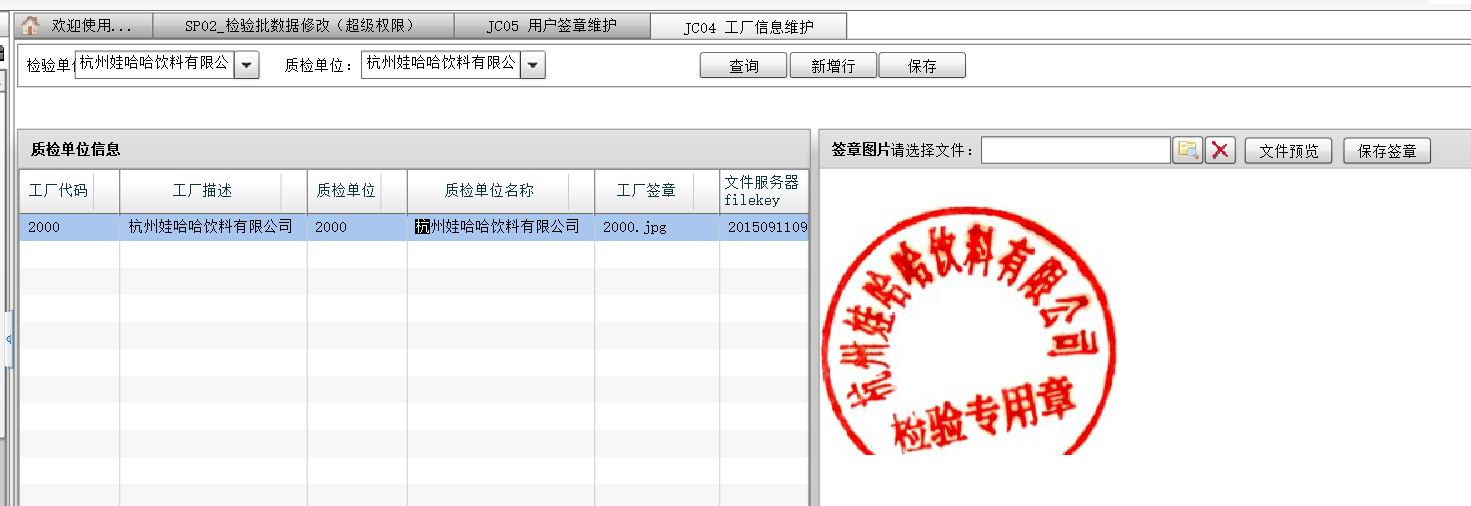 欢迎使用... SP02_检验批数据修改（超级权限） JC05 用户签章维护 JC04 工厂信息维护
检验单 杭州娃哈哈饮料有限公 质检单位： 杭州娃哈哈饮料有限公 查询 新增行 保存
质检单位信息
工厂代码 工厂描述 质检单位 质检单位名称 工厂签章 文件服务器
filekey
2000 杭州娃哈哈饮料有限公司 2000 杭州娃哈哈饮料有限公司 2000.jpg 2015091109
签章图片请选择文件： 文件预览 保存签章
杭州娃哈哈饮料有限公司
检验专用章